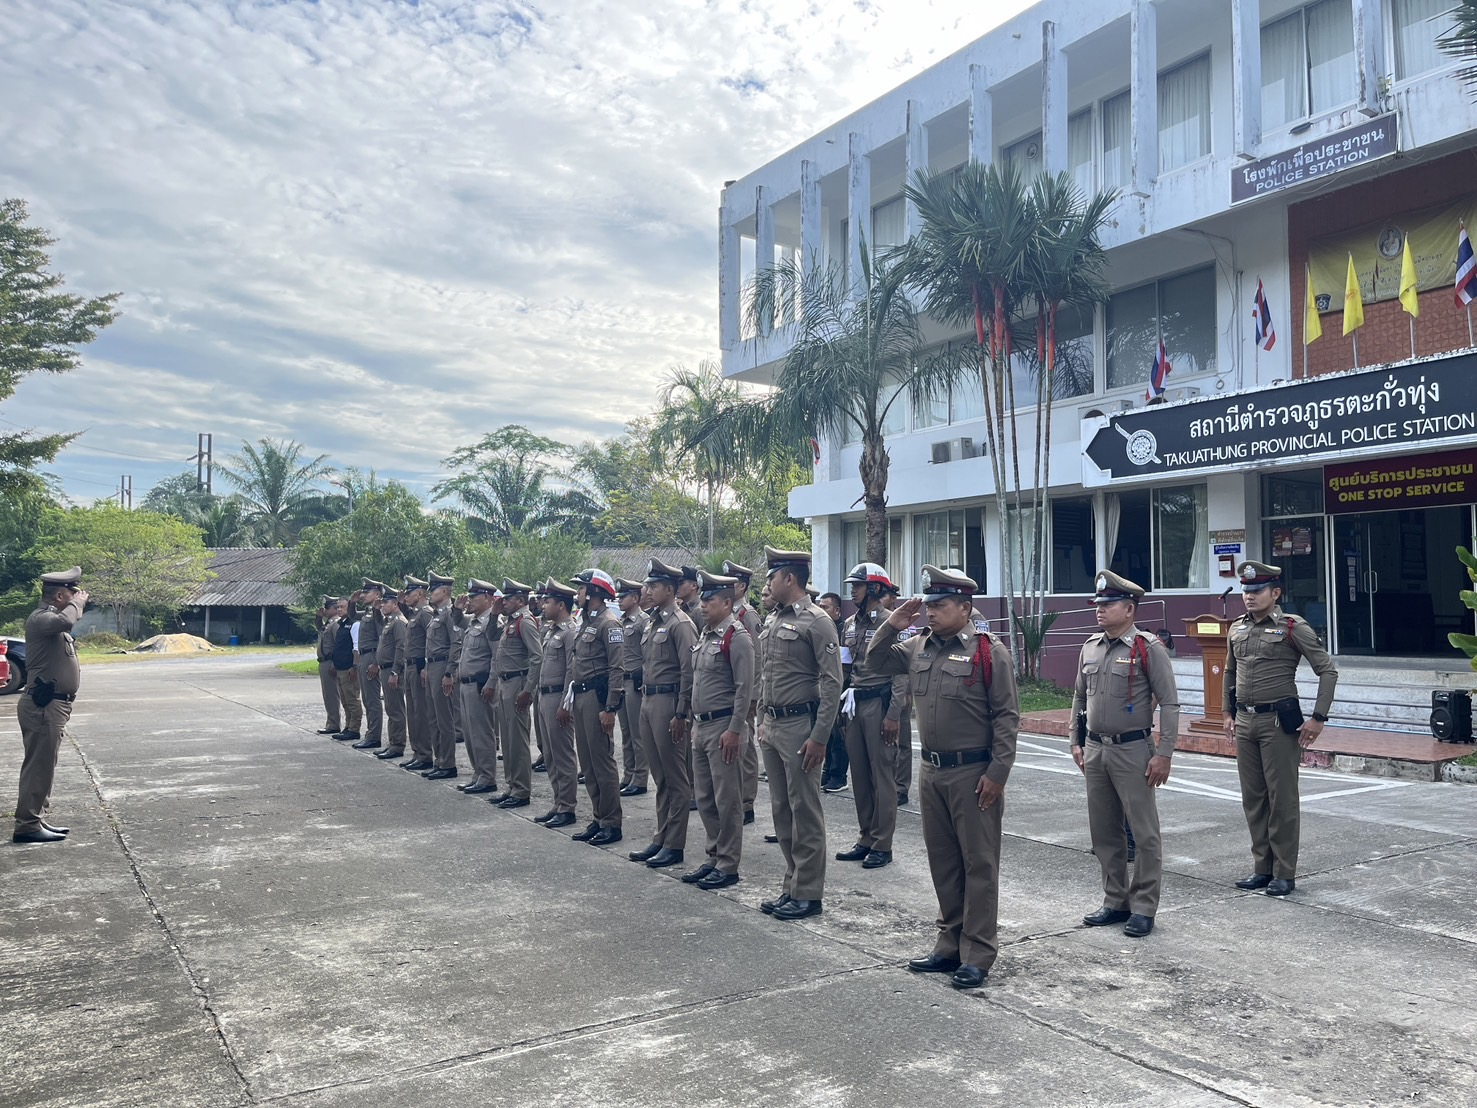 โรงพักเพื่อประชาชน
POLICE STATION
สถานีตำรวจภูธรตะกั่วทุ่ง
TAKUATHUNG PROVINCIAL POLICE STATION
ศูนย์บริการประชาชน
ONE STOP SERVICE